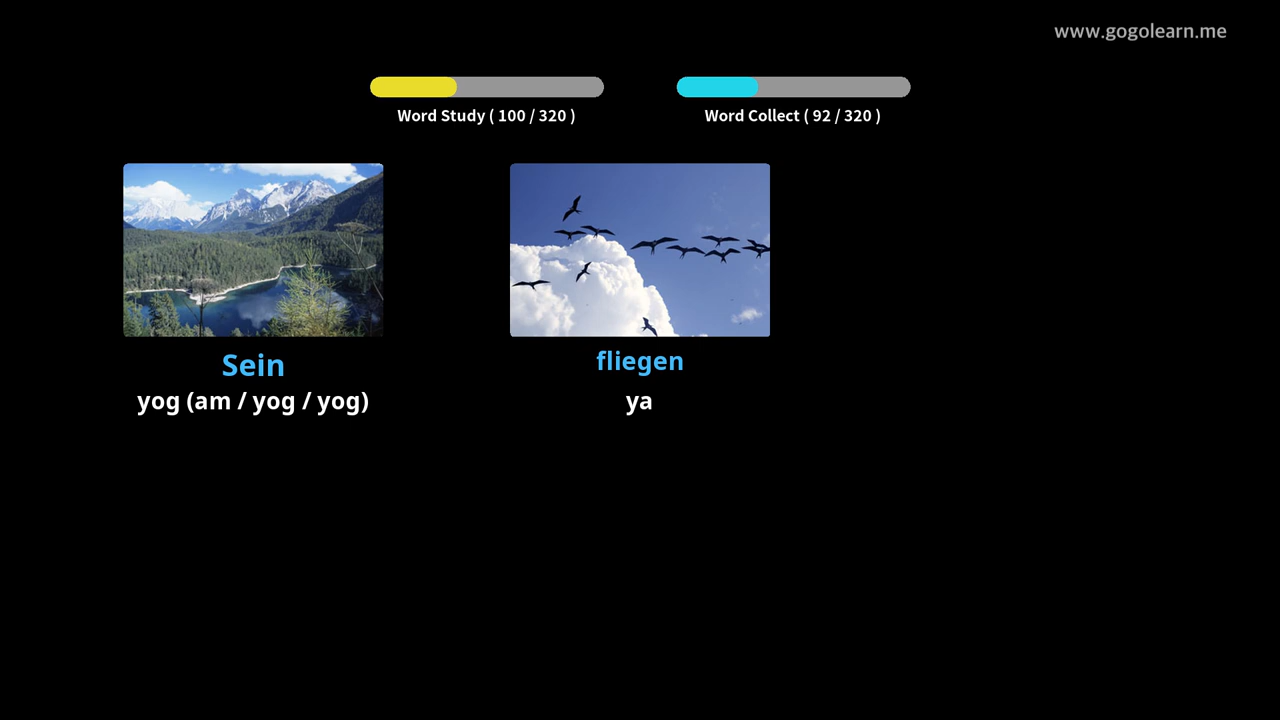 www.gogolearn.me
Word Study ( 100 / 320 )
Word Collect ( 92 / 320 )
Sein
yog (am / yog / yog)
fliegen
ya